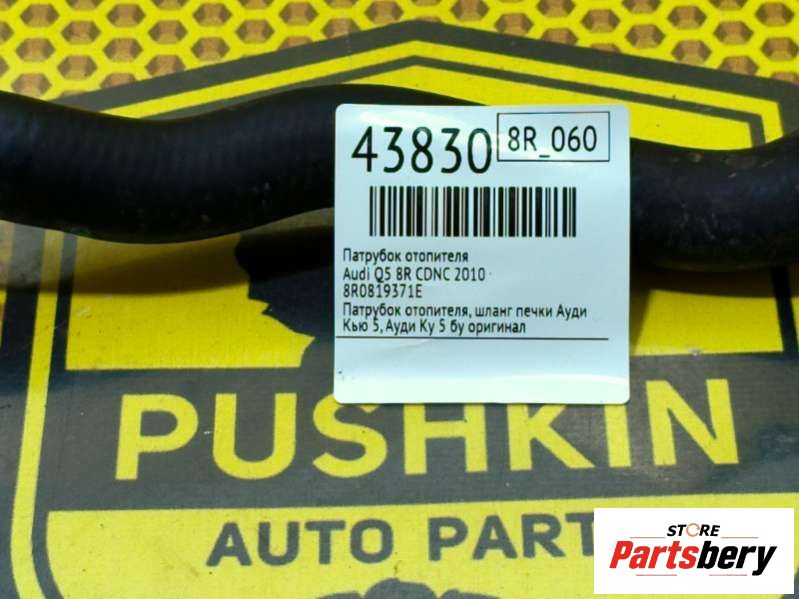 43830
8R_060
Патрубок отопителя
Audi Q5 8R CDNC 2010
8R0819371E
Патрубок отопителя, шланг печки Ауди
Кью 5, Ауди Ку 5 бу оригинал
PUSHKIN
AUTO PART
STORE
Partsbery